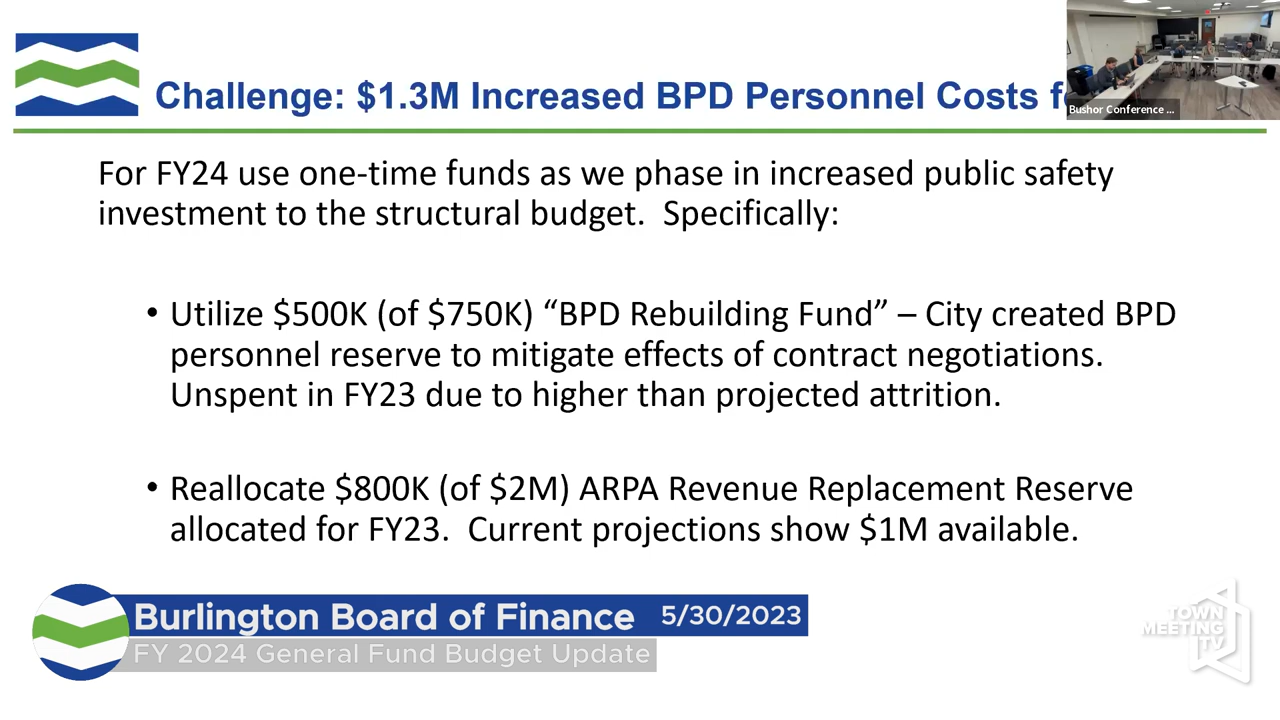 Challenge: $1.3M Increased BPD Personnel Costs
Bushor Conference ...
For FY24 use one-time funds as we phase in increased public safety
investment to the structural budget.  Specifically:
• Utilize $500K (of $750K) “BPD Rebuilding Fund” – City created BPD
personnel reserve to mitigate effects of contract negotiations.
Unspent in FY23 due to higher than projected attrition.
• Reallocate $800K (of $2M) ARPA Revenue Replacement Reserve
allocated for FY23.  Current projections show $1M available.
Burlington Board of Finance 5/30/2023
FY 2024 General Fund Budget Update
TOWN
MEETING
TV